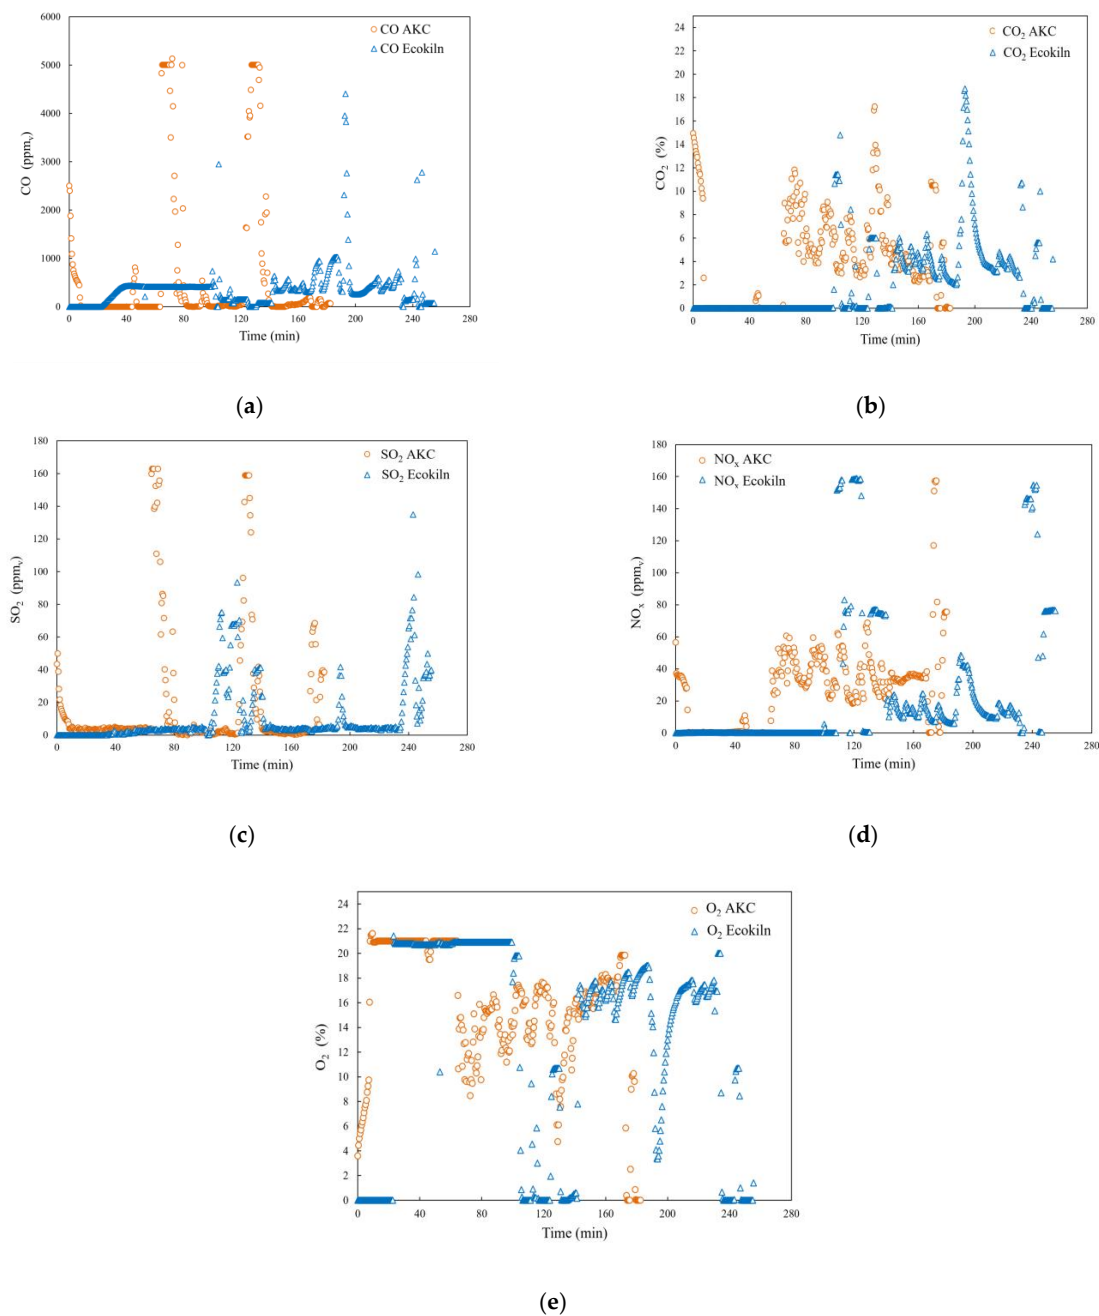 6000
5000
4000
3000
2000
1000
0
CO (ppmv)
CO AKC
CO Ecokiln
0 40 80 120 160 200 240 280
Time (min)
(a)
24
22
20
18
16
14
12
10
8
6
4
2
0
CO2 (%)
CO2 AKC
CO2 Ecokiln
0 40 80 120 160 200 240 280
Time (min)
(b)
180
160
140
120
100
80
60
40
20
0
SO2 (ppmv)
SO2 AKC
SO2 Ecokiln
0 40 80 120 160 200 240 280
Time (min)
(c)
180
160
140
120
100
80
60
40
20
0
NOx (ppmv)
NOx AKC
NOx Ecokiln
0 40 80 120 160 200 240 280
Time (min)
(d)
24
22
20
18
16
14
12
10
8
6
4
2
0
O2 (%)
O2 AKC
O2 Ecokiln
0 40 80 120 160 200 240 280
Time (min)
(e)